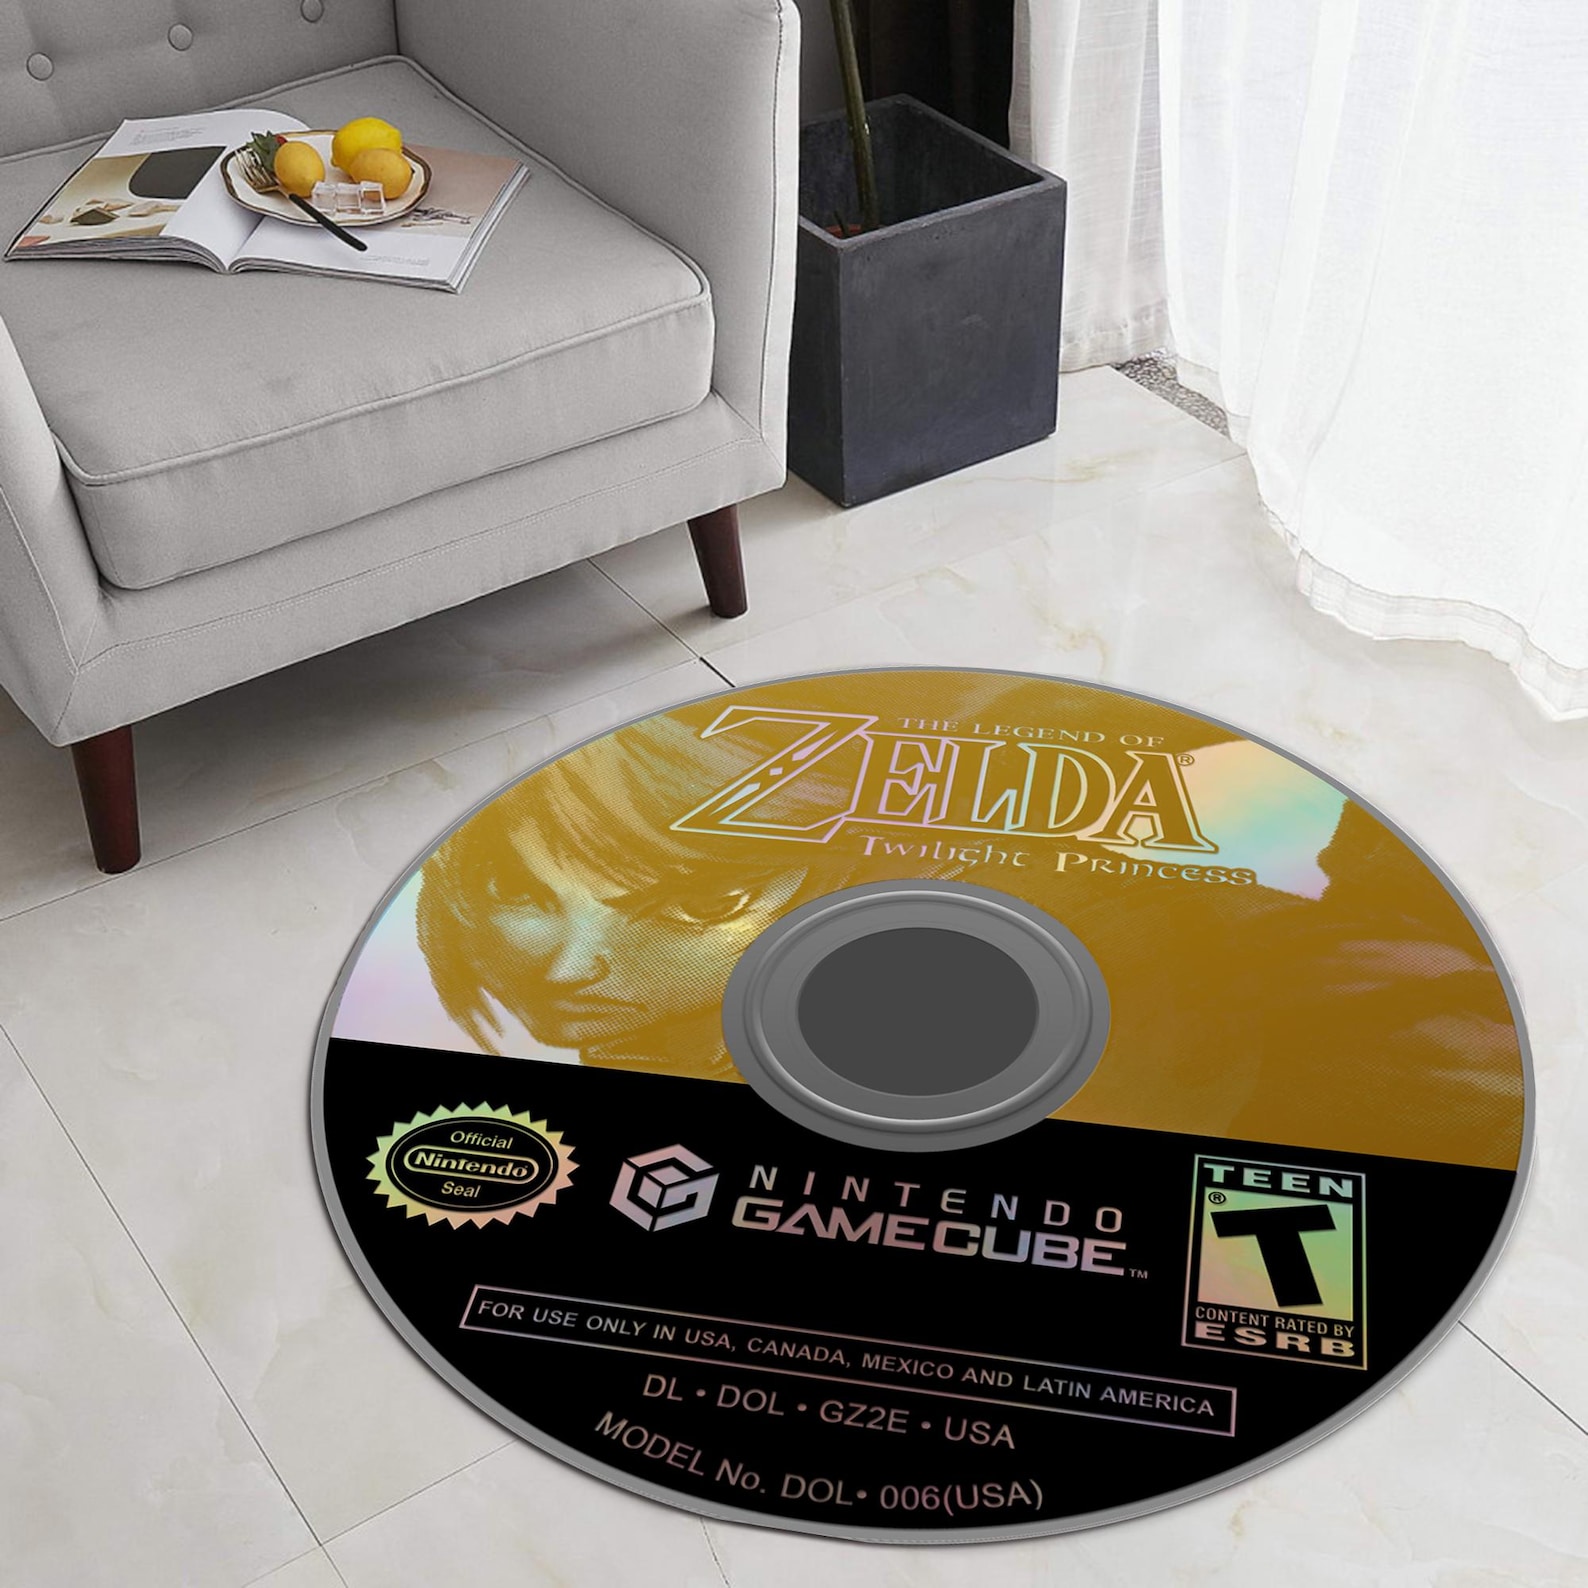 THE LEGEND OF
ZELDA®
Twilight Princess
Official
Nintendo®
Seal
NINTENDO
GAMECUBE™
TEEN
®
T
CONTENT RATED BY
ESRB
FOR USE ONLY IN USA, CANADA, MEXICO AND LATIN AMERICA
DL • DOL • GZ2E • USA
MODEL No. DOL• 006(USA)